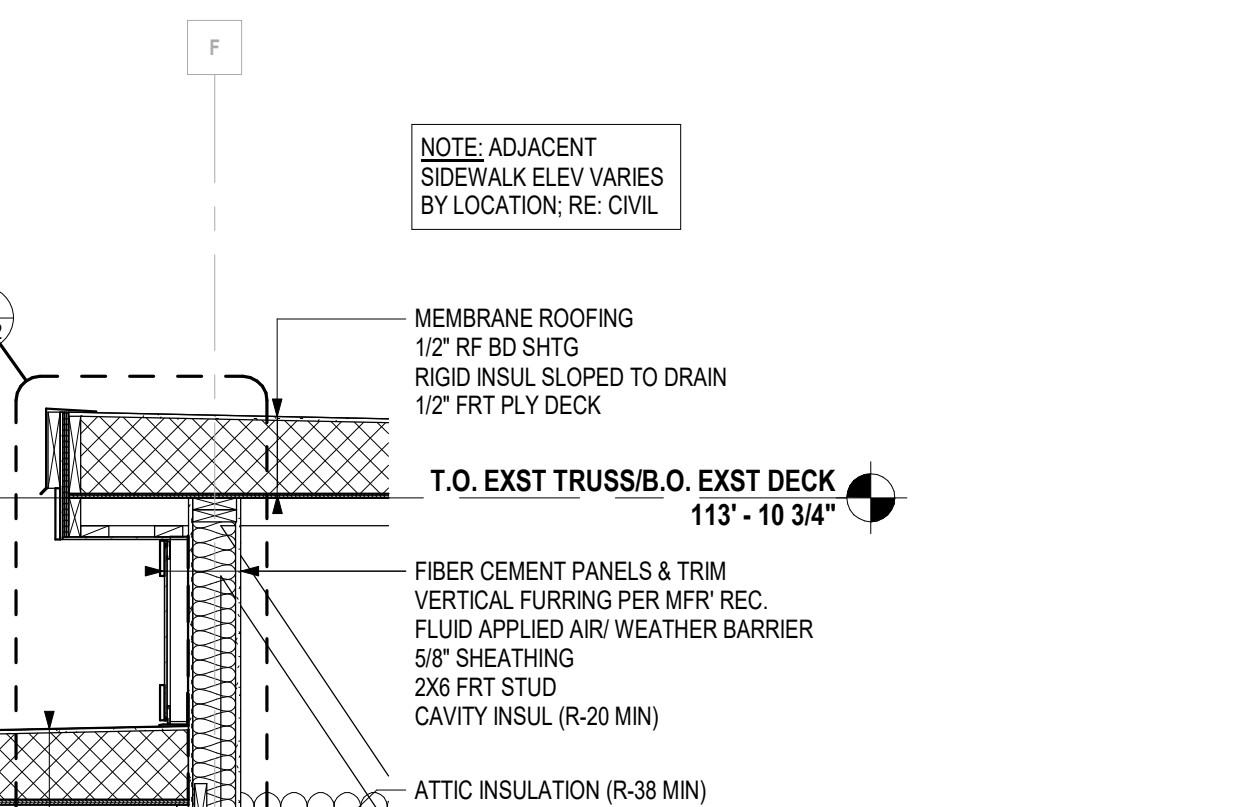 F
NOTE: ADJACENT
SIDEWALK ELEV VARIES
BY LOCATION; RE: CIVIL
MEMBRANE ROOFING
1/2" RF BD SHTG
RIGID INSUL SLOPED TO DRAIN
1/2" FRT PLY DECK
T.O. EXST TRUSS/B.O. EXST DECK
113' - 10 3/4"
FIBER CEMENT PANELS & TRIM
VERTICAL FURRING PER MFR' REC.
FLUID APPLIED AIR/ WEATHER BARRIER
5/8" SHEATHING
2X6 FRT STUD
CAVITY INSUL (R-20 MIN)
ATTIC INSULATION (R-38 MIN)